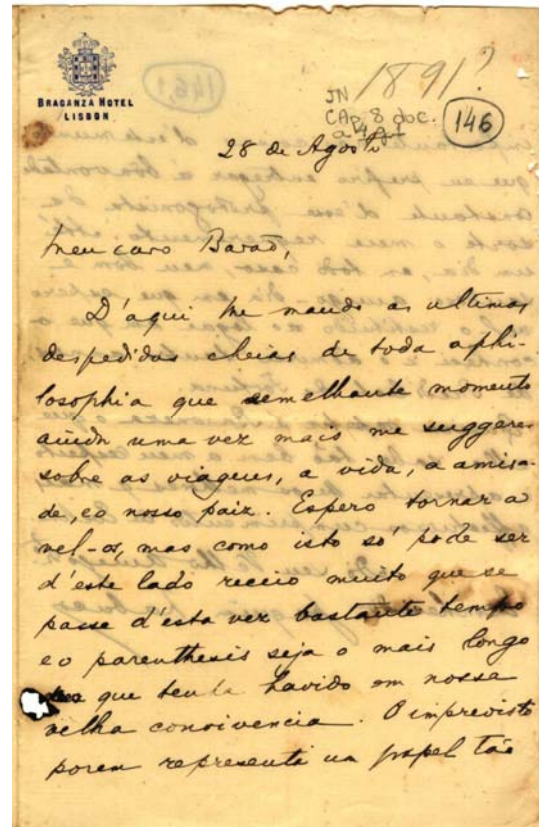 BRAGANZA HOTEL
LISBON
1891?
JN
CAp 8 doc.
146
28 de Agosto
Meu caro Barão,
D'aqui lhe mando as ultimas
despedidas cheias de toda a phi-
losophia que semelhante momento
ainda uma vez mais me suggere
sobre as viagens, a vida, a amisa-
de, e o nosso paiz. Espero tornar a
vel-os, mas como isto só pode ser
d'este lado receio muito que se
passe d'esta vez bastante tempo
e o parenthesis seja o mais longo
que tenha havido em nossa
velha convivencia. O imprevisto
porem representa um papel tão